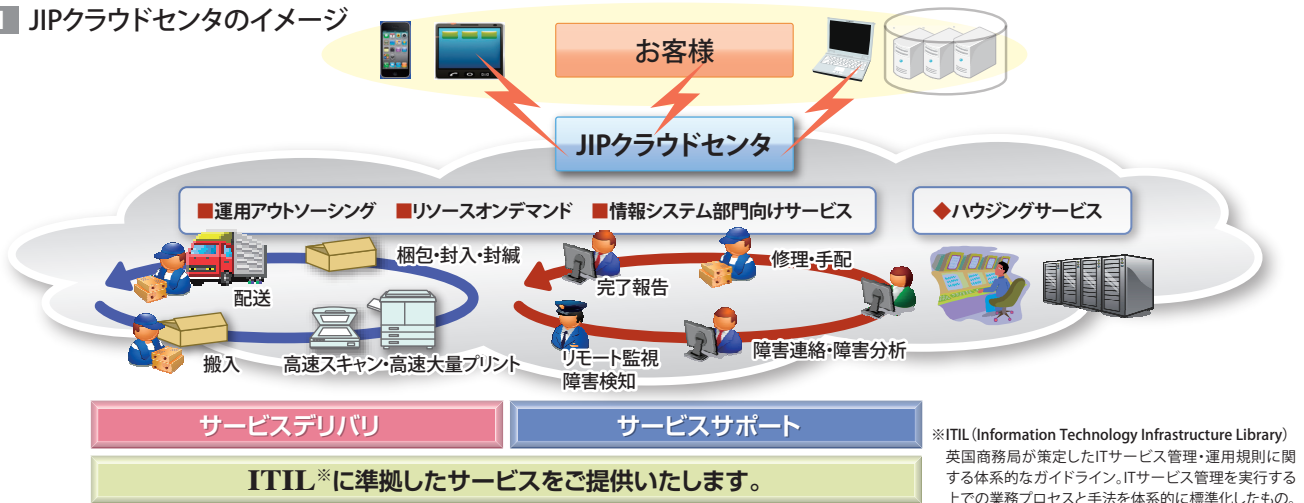 JIPクラウドセンタのイメージ
お客様
JIPクラウドセンタ
■運用アウトソーシング ■リソースオンデマンド ■情報システム部門向けサービス
◆ハウジングサービス
梱包・封入・封緘
配送
搬入
高速スキャン・高速大量プリント
完了報告
修理・手配
リモート監視
障害検知
障害連絡・障害分析
サービスデリバリ
サービスサポート
ITIL※に準拠したサービスをご提供いたします。
※ITIL(Information Technology Infrastructure Library)
英国商務局が策定したITサービス管理・運用規則に関
する体系的なガイドライン。ITサービス管理を実行する
上での業務プロセスと手法を体系的に標準化したもの。